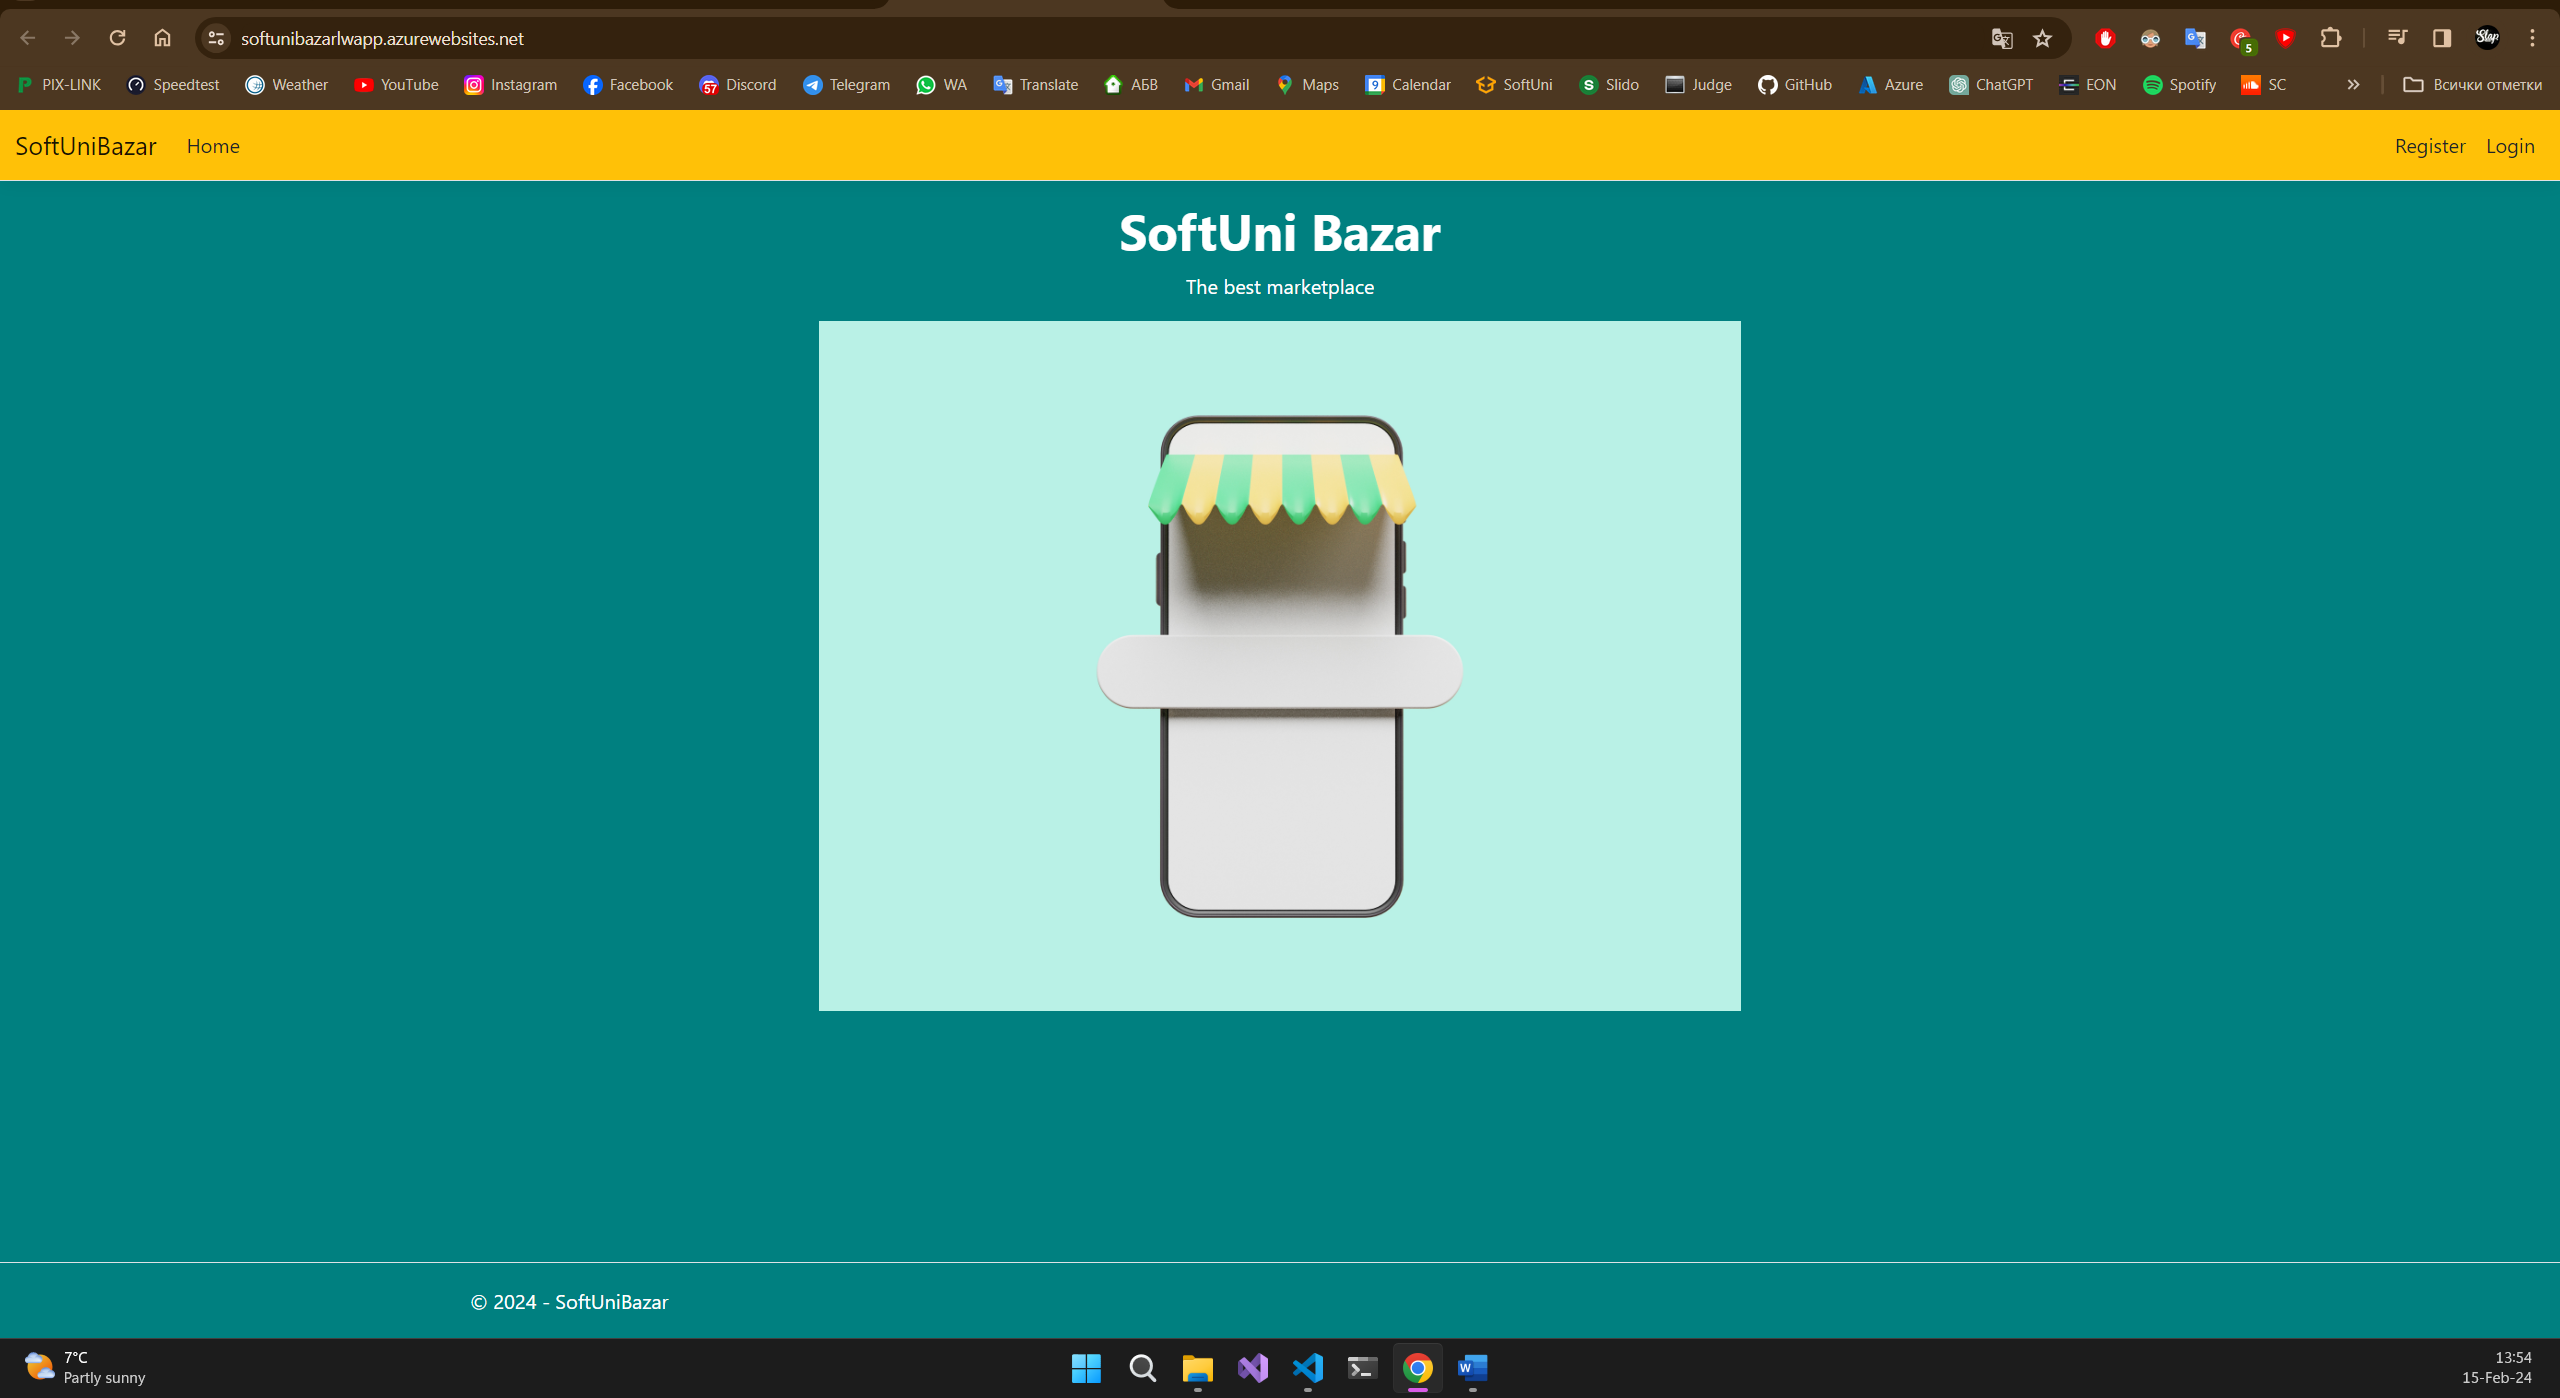 softunibazarlwapp.azurewebsites.net
5
PIX-LINK Speedtest Weather YouTube Instagram Facebook 57 Discord Telegram WA Translate АБВ Gmail Maps 9 Calendar SoftUni S Slido Judge GitHub Azure ChatGPT EON Spotify SC » Всички отметки
SoftUniBazar Home Register Login
SoftUni Bazar
The best marketplace
© 2024 - SoftUniBazar
7°C
Partly sunny
13:54
15-Feb-24